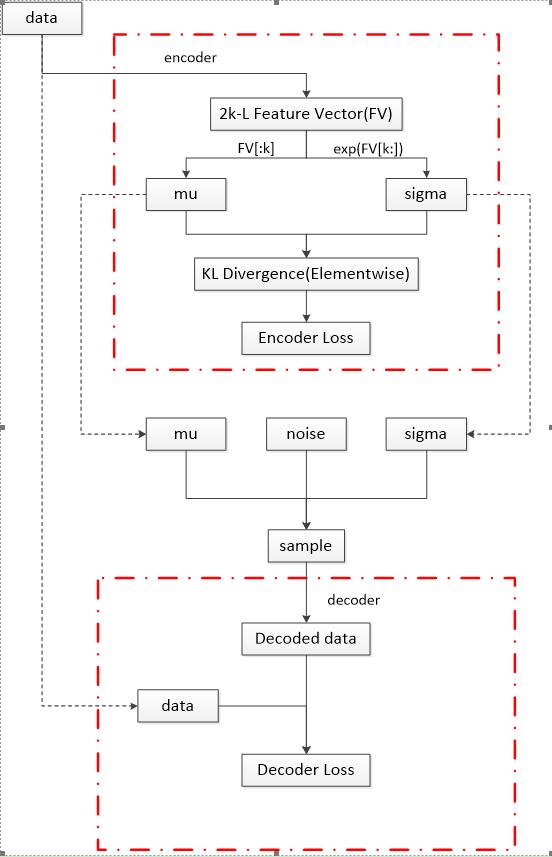 data
encoder
2k-L Feature Vector(FV)
FV[:k]
exp(FV[k:])
mu
sigma
KL Divergence(Elementwise)
Encoder Loss
mu
noise
sigma
sample
decoder
Decoded data
data
Decoder Loss